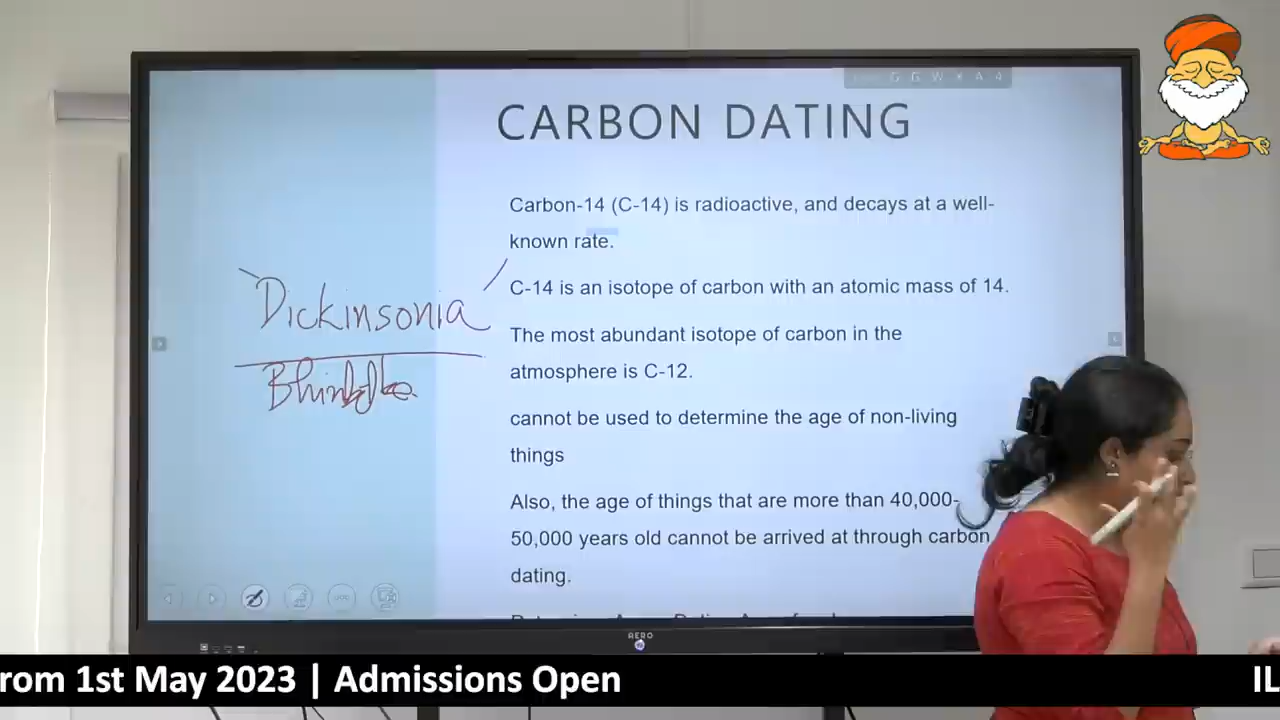 CARBON DATING
Carbon-14 (C-14) is radioactive, and decays at a well-
known rate.
C-14 is an isotope of carbon with an atomic mass of 14.
The most abundant isotope of carbon in the
atmosphere is C-12.
cannot be used to determine the age of non-living
things
Also, the age of things that are more than 40,000-
50,000 years old cannot be arrived at through carbon
dating.
Dickinsonia
AERO
rom 1st May 2023 | Admissions Open
IL